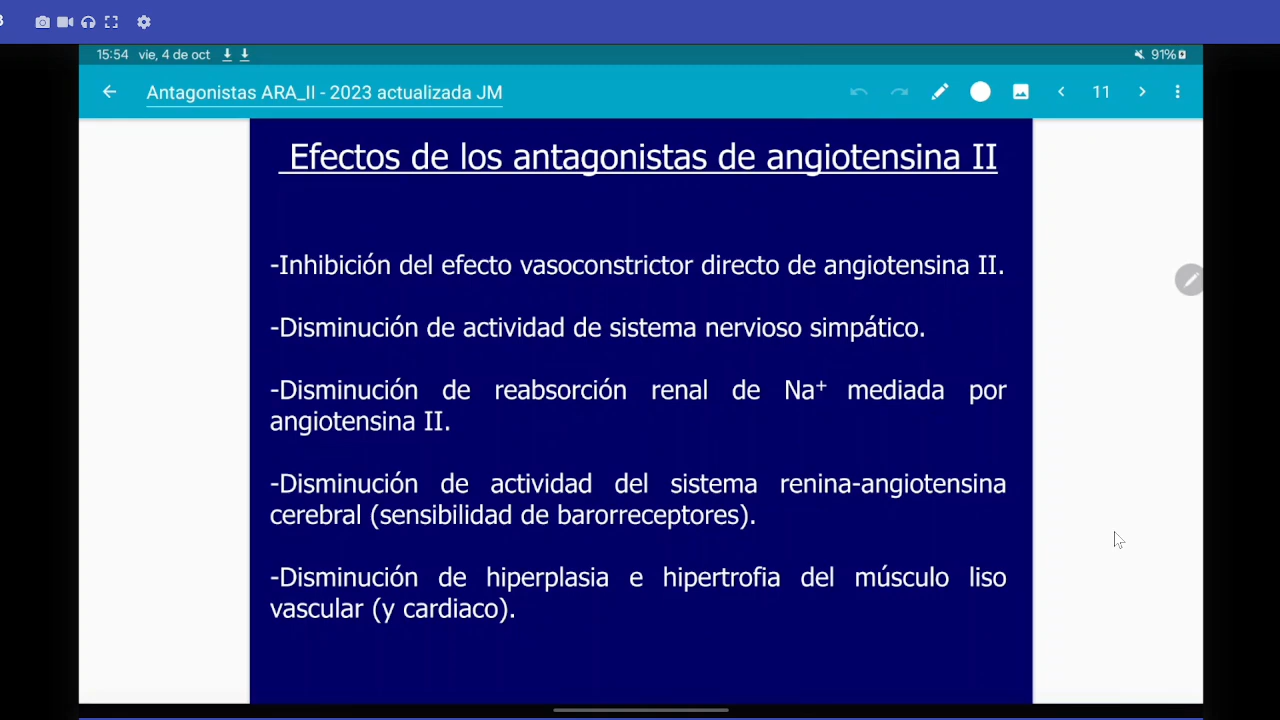 3
15:54 vie, 4 de oct
91%
Antagonistas ARA_II - 2023 actualizada JM
11
Efectos de los antagonistas de angiotensina II
-Inhibición del efecto vasoconstrictor directo de angiotensina II.
-Disminución de actividad de sistema nervioso simpático.
-Disminución de reabsorción renal de Na⁺ mediada por
angiotensina II.
-Disminución de actividad del sistema renina-angiotensina
cerebral (sensibilidad de barorreceptores).
-Disminución de hiperplasia e hipertrofia del músculo liso
vascular (y cardiaco).